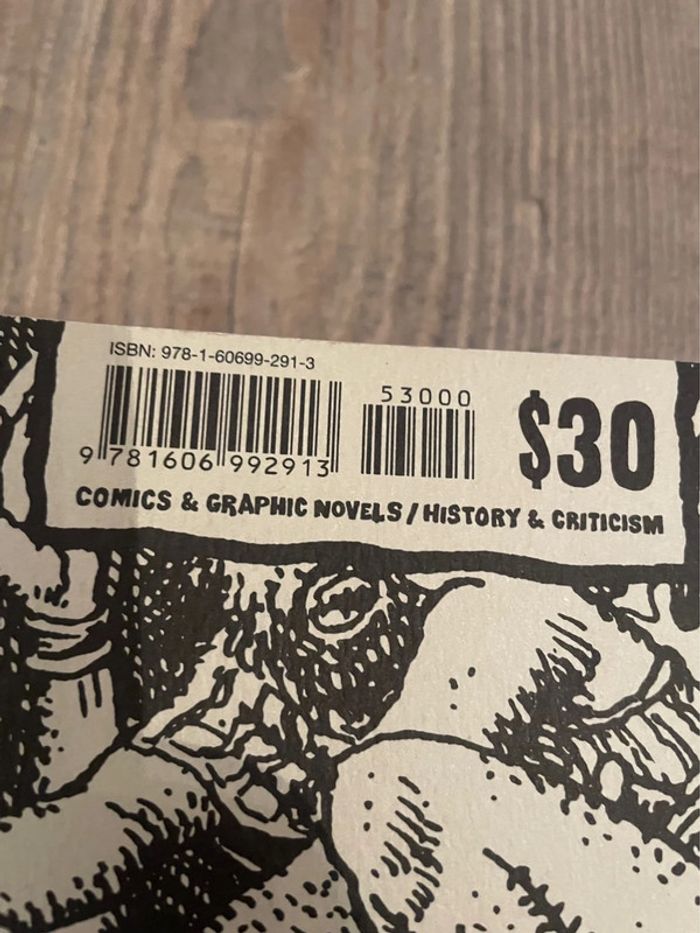 ISBN: 978-1-60699-291-3
53000
$30
9 781606 992913
COMICS & GRAPHIC NOVELS / HISTORY & CRITICISM